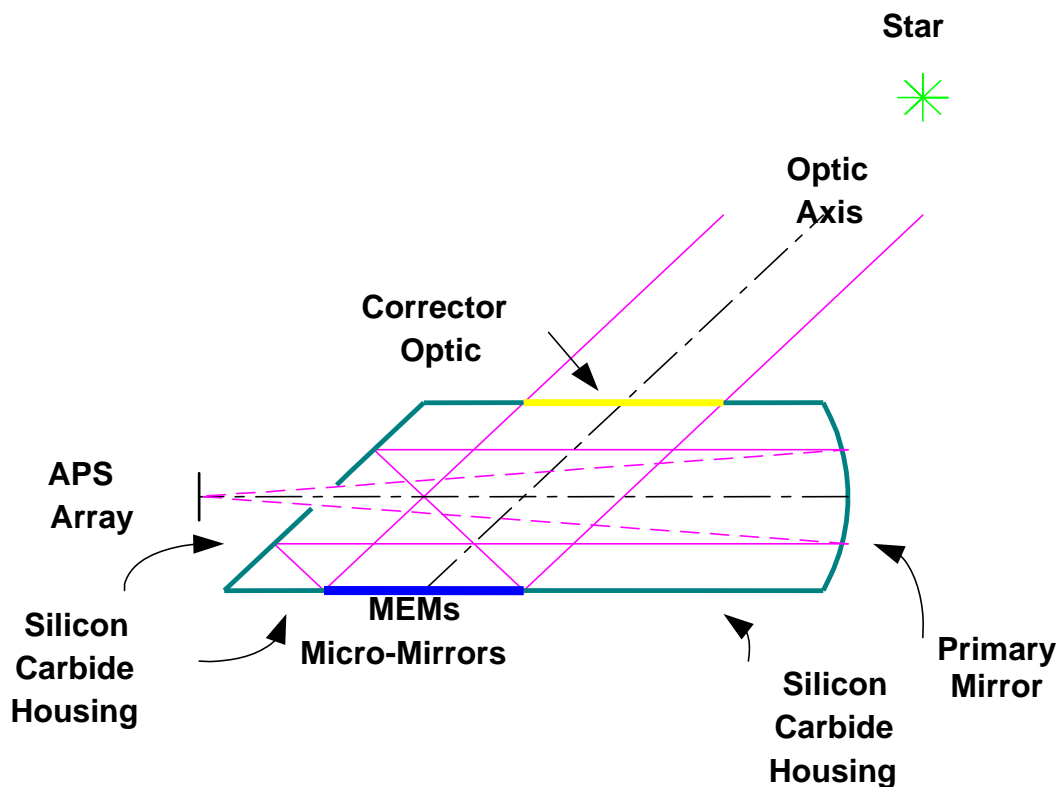 Star
Optic
Axis
Corrector
Optic
APS
Array
MEMs
Micro-Mirrors
Silicon
Carbide
Housing
Silicon
Carbide
Housing
Primary
Mirror